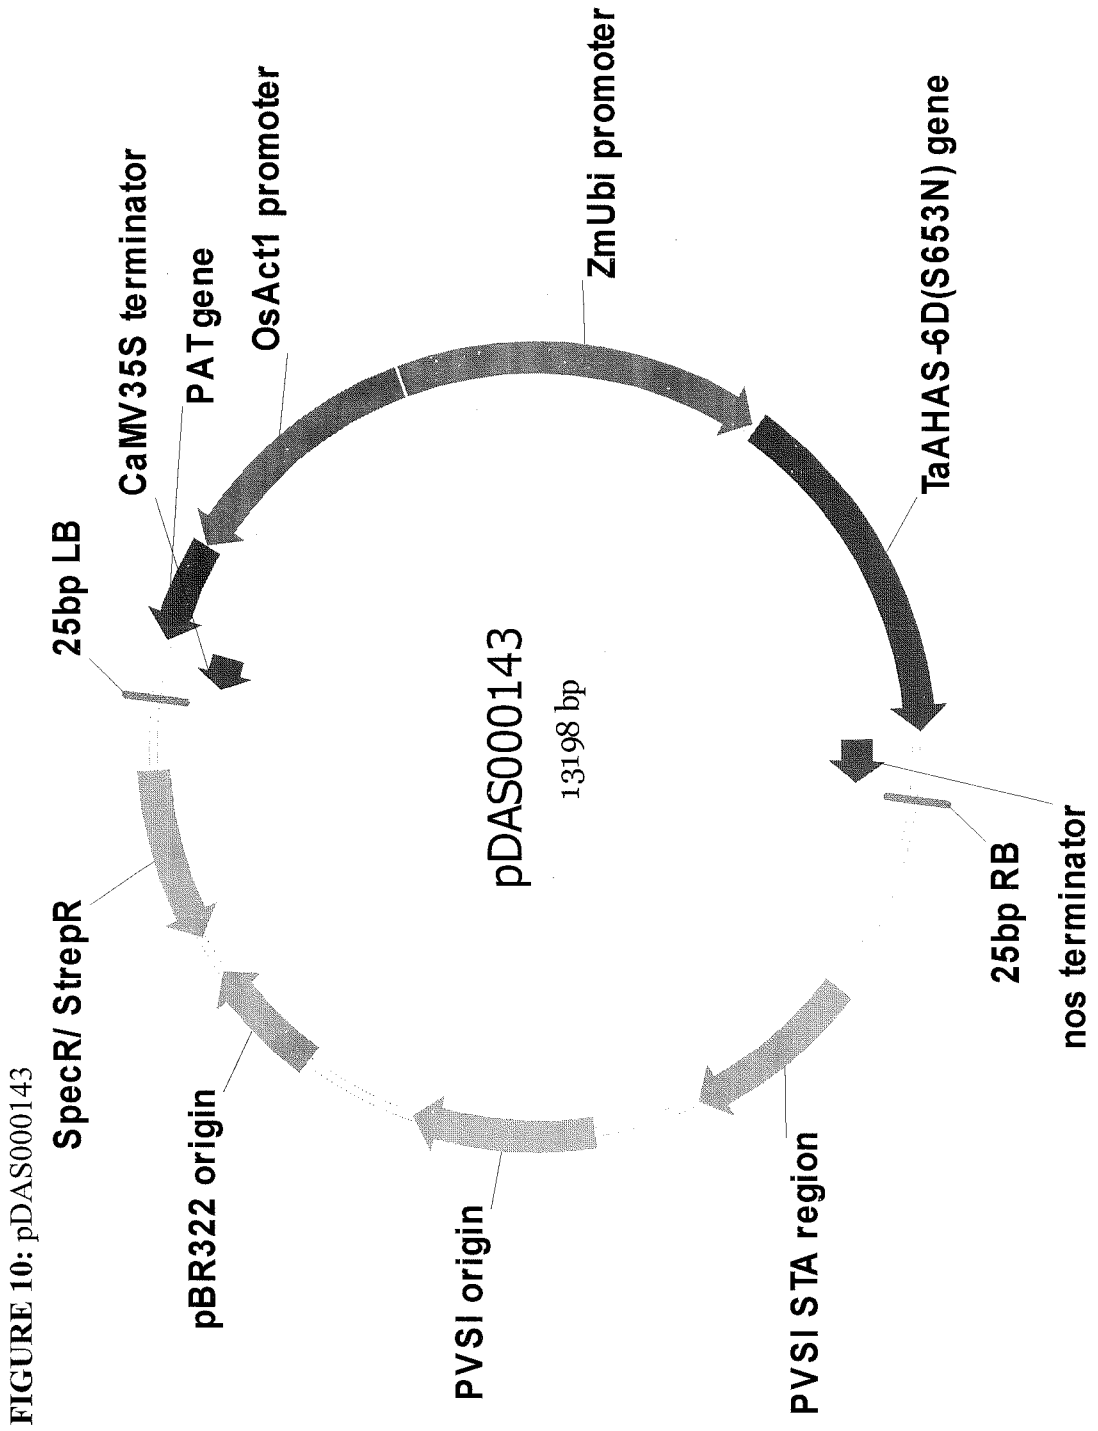 FIGURE 10: pDAS000143
SpecR/ StrepR
25bp LB
CaMV35S terminator
PAT gene
OsAct1 promoter
pBR322 origin
PVSI origin
pDAS000143
13198 bp
ZmUbi promoter
PVSI STA region
TaAHAS-6D(S653N) gene
25bp RB
nos terminator